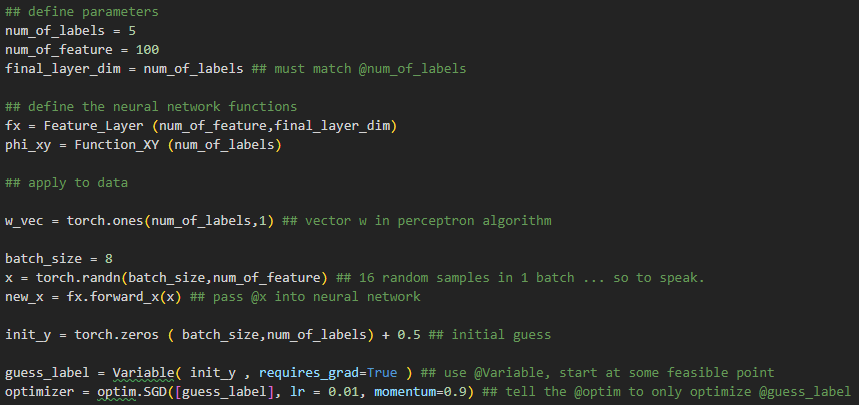 ## define parameters
num_of_labels = 5
num_of_feature = 100
final_layer_dim = num_of_labels ## must match @num_of_labels
## define the neural network functions
fx = Feature_Layer (num_of_feature,final_layer_dim)
phi_xy = Function_XY (num_of_labels)
## apply to data
w_vec = torch.ones(num_of_labels,1) ## vector w in perceptron algorithm
batch_size = 8
x = torch.randn(batch_size,num_of_feature) ## 16 random samples in 1 batch ... so to speak.
new_x = fx.forward_x(x) ## pass @x into neural network
init_y = torch.zeros ( batch_size,num_of_labels) + 0.5 ## initial guess
guess_label = Variable( init_y , requires_grad=True ) ## use @Variable, start at some feasible point
optimizer = optim.SGD([guess_label], lr = 0.01, momentum=0.9) ## tell the @optim to only optimize @guess_label